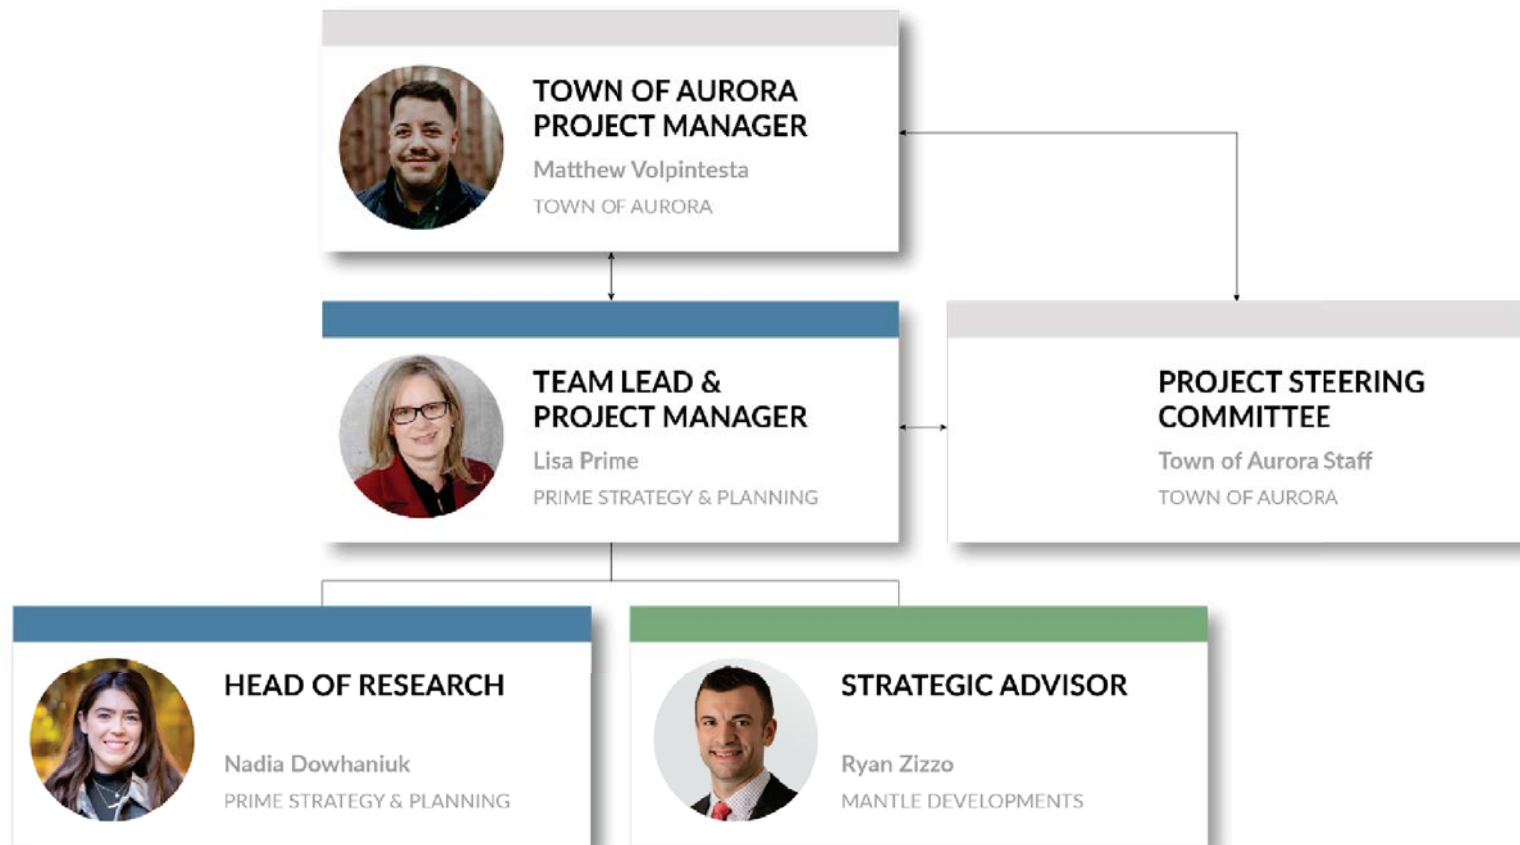 TOWN OF AURORA
PROJECT MANAGER
Matthew Volpintesta
TOWN OF AURORA
TEAM LEAD &
PROJECT MANAGER
Lisa Prime
PRIME STRATEGY & PLANNING
PROJECT STEERING
COMMITTEE
Town of Aurora Staff
TOWN OF AURORA
HEAD OF RESEARCH
Nadia Dowhaniuk
PRIME STRATEGY & PLANNING
STRATEGIC ADVISOR
Ryan Zizzo
MANTLE DEVELOPMENTS